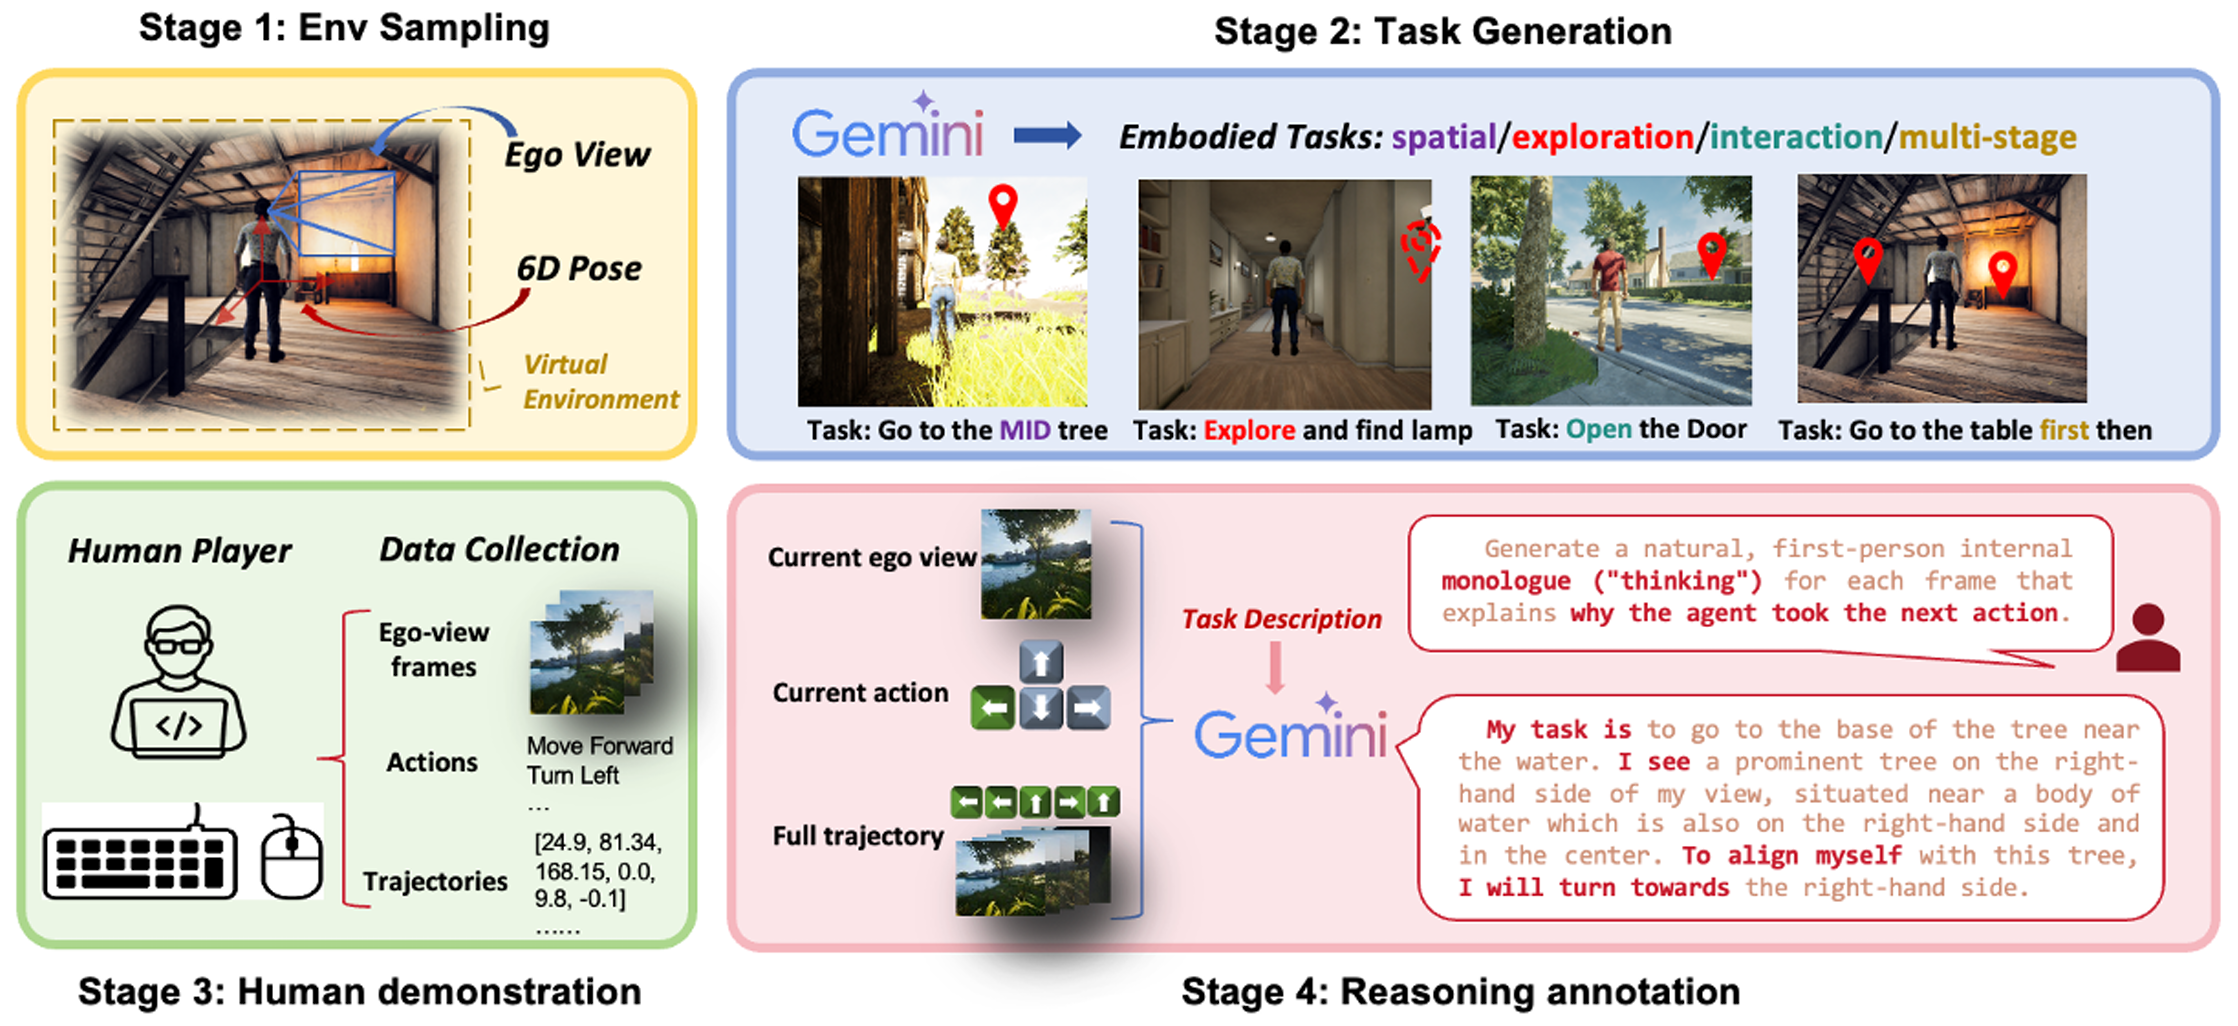 Stage 1: Env Sampling
Ego View
6D Pose
Virtual
Environment
Stage 2: Task Generation
Gemini
Embodied Tasks: spatial/exploration/interaction/multi-stage
Task: Go to the MID tree
Task: Explore and find lamp
Task: Open the Door
Task: Go to the table first then
Human Player
Data Collection
Ego-view
frames
</>
Actions
Move Forward
Turn Left
...
Trajectories
[24.9, 81.34,
168.15, 0.0,
9.8, -0.1]
......
Stage 3: Human demonstration
Current ego view
Current action
Full trajectory
Task Description
Gemini
Generate a natural, first-person internal
monologue ("thinking") for each frame that
explains why the agent took the next action.
My task is to go to the base of the tree near
the water. I see a prominent tree on the right-
hand side of my view, situated near a body of
water which is also on the right-hand side and
in the center. To align myself with this tree,
I will turn towards the right-hand side.
Stage 4: Reasoning annotation